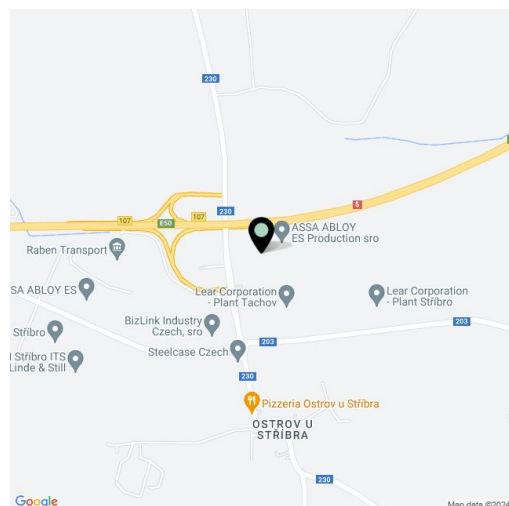 230
5
107
107
230
E50
ASSA ABLOY
ES Production sro
Raben Transport
SA ABLOY ES
Lear Corporation
- Plant Tachov
Lear Corporation
- Plant Stříbro
BizLink Industry
Czech, sro
203
Stříbro
Steelcase Czech
Stříbro ITS
Linde & Still
230
Pizzeria Ostrov u Stříbra
OSTROV U
STŘÍBRA
230
Google
Map data ©2024